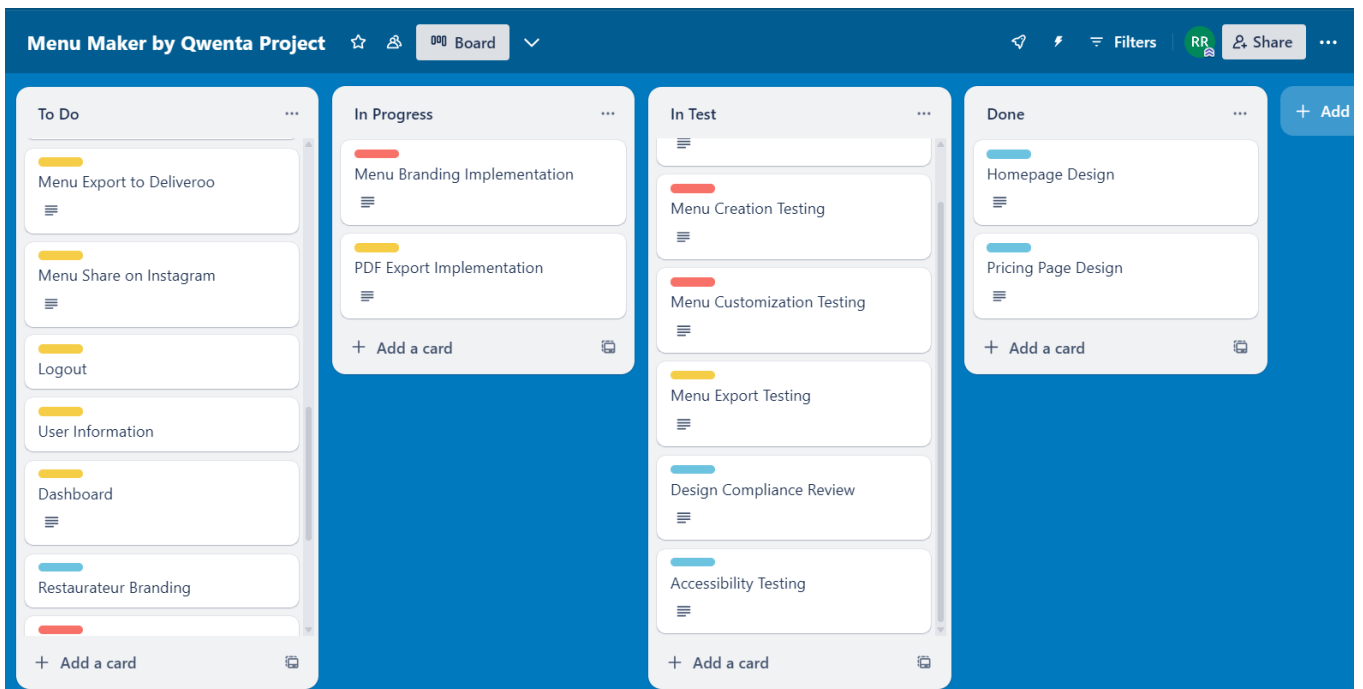 Menu Maker by Qwenta Project
Board
Filters
RR
Share
To Do
Menu Export to Deliveroo
Menu Share on Instagram
Logout
User Information
Dashboard
Restaurateur Branding
+ Add a card
In Progress
Menu Branding Implementation
PDF Export Implementation
+ Add a card
In Test
Menu Creation Testing
Menu Customization Testing
Menu Export Testing
Design Compliance Review
Accessibility Testing
+ Add a card
Done
Homepage Design
Pricing Page Design
+ Add a card
+ Add